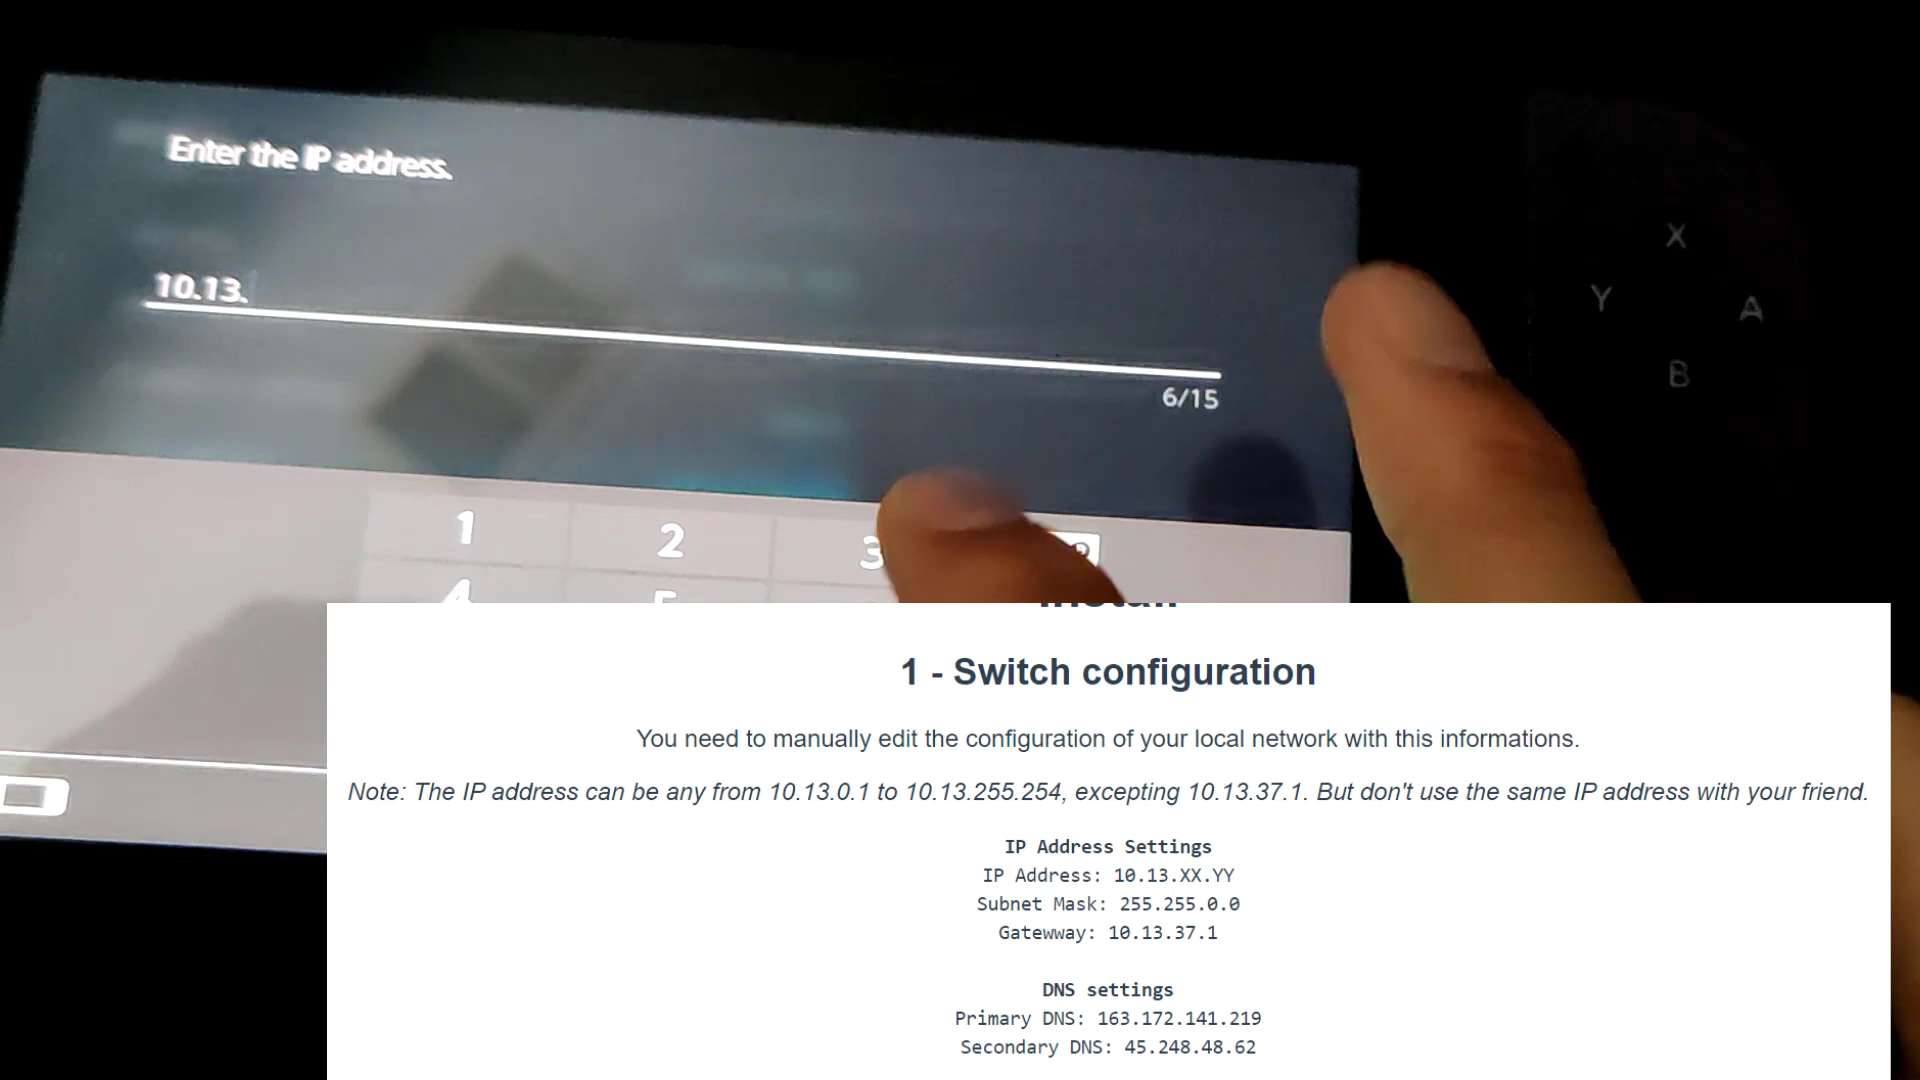 Enter the IP address.
10.13.
6/15
X
Y
A
B
1
2
3
4
5
Install
1 - Switch configuration
You need to manually edit the configuration of your local network with this informations.
Note: The IP address can be any from 10.13.0.1 to 10.13.255.254, excepting 10.13.37.1. But don't use the same IP address with your friend.
IP Address Settings
IP Address: 10.13.XX.YY
Subnet Mask: 255.255.0.0
Gatewway: 10.13.37.1
DNS settings
Primary DNS: 163.172.141.219
Secondary DNS: 45.248.48.62